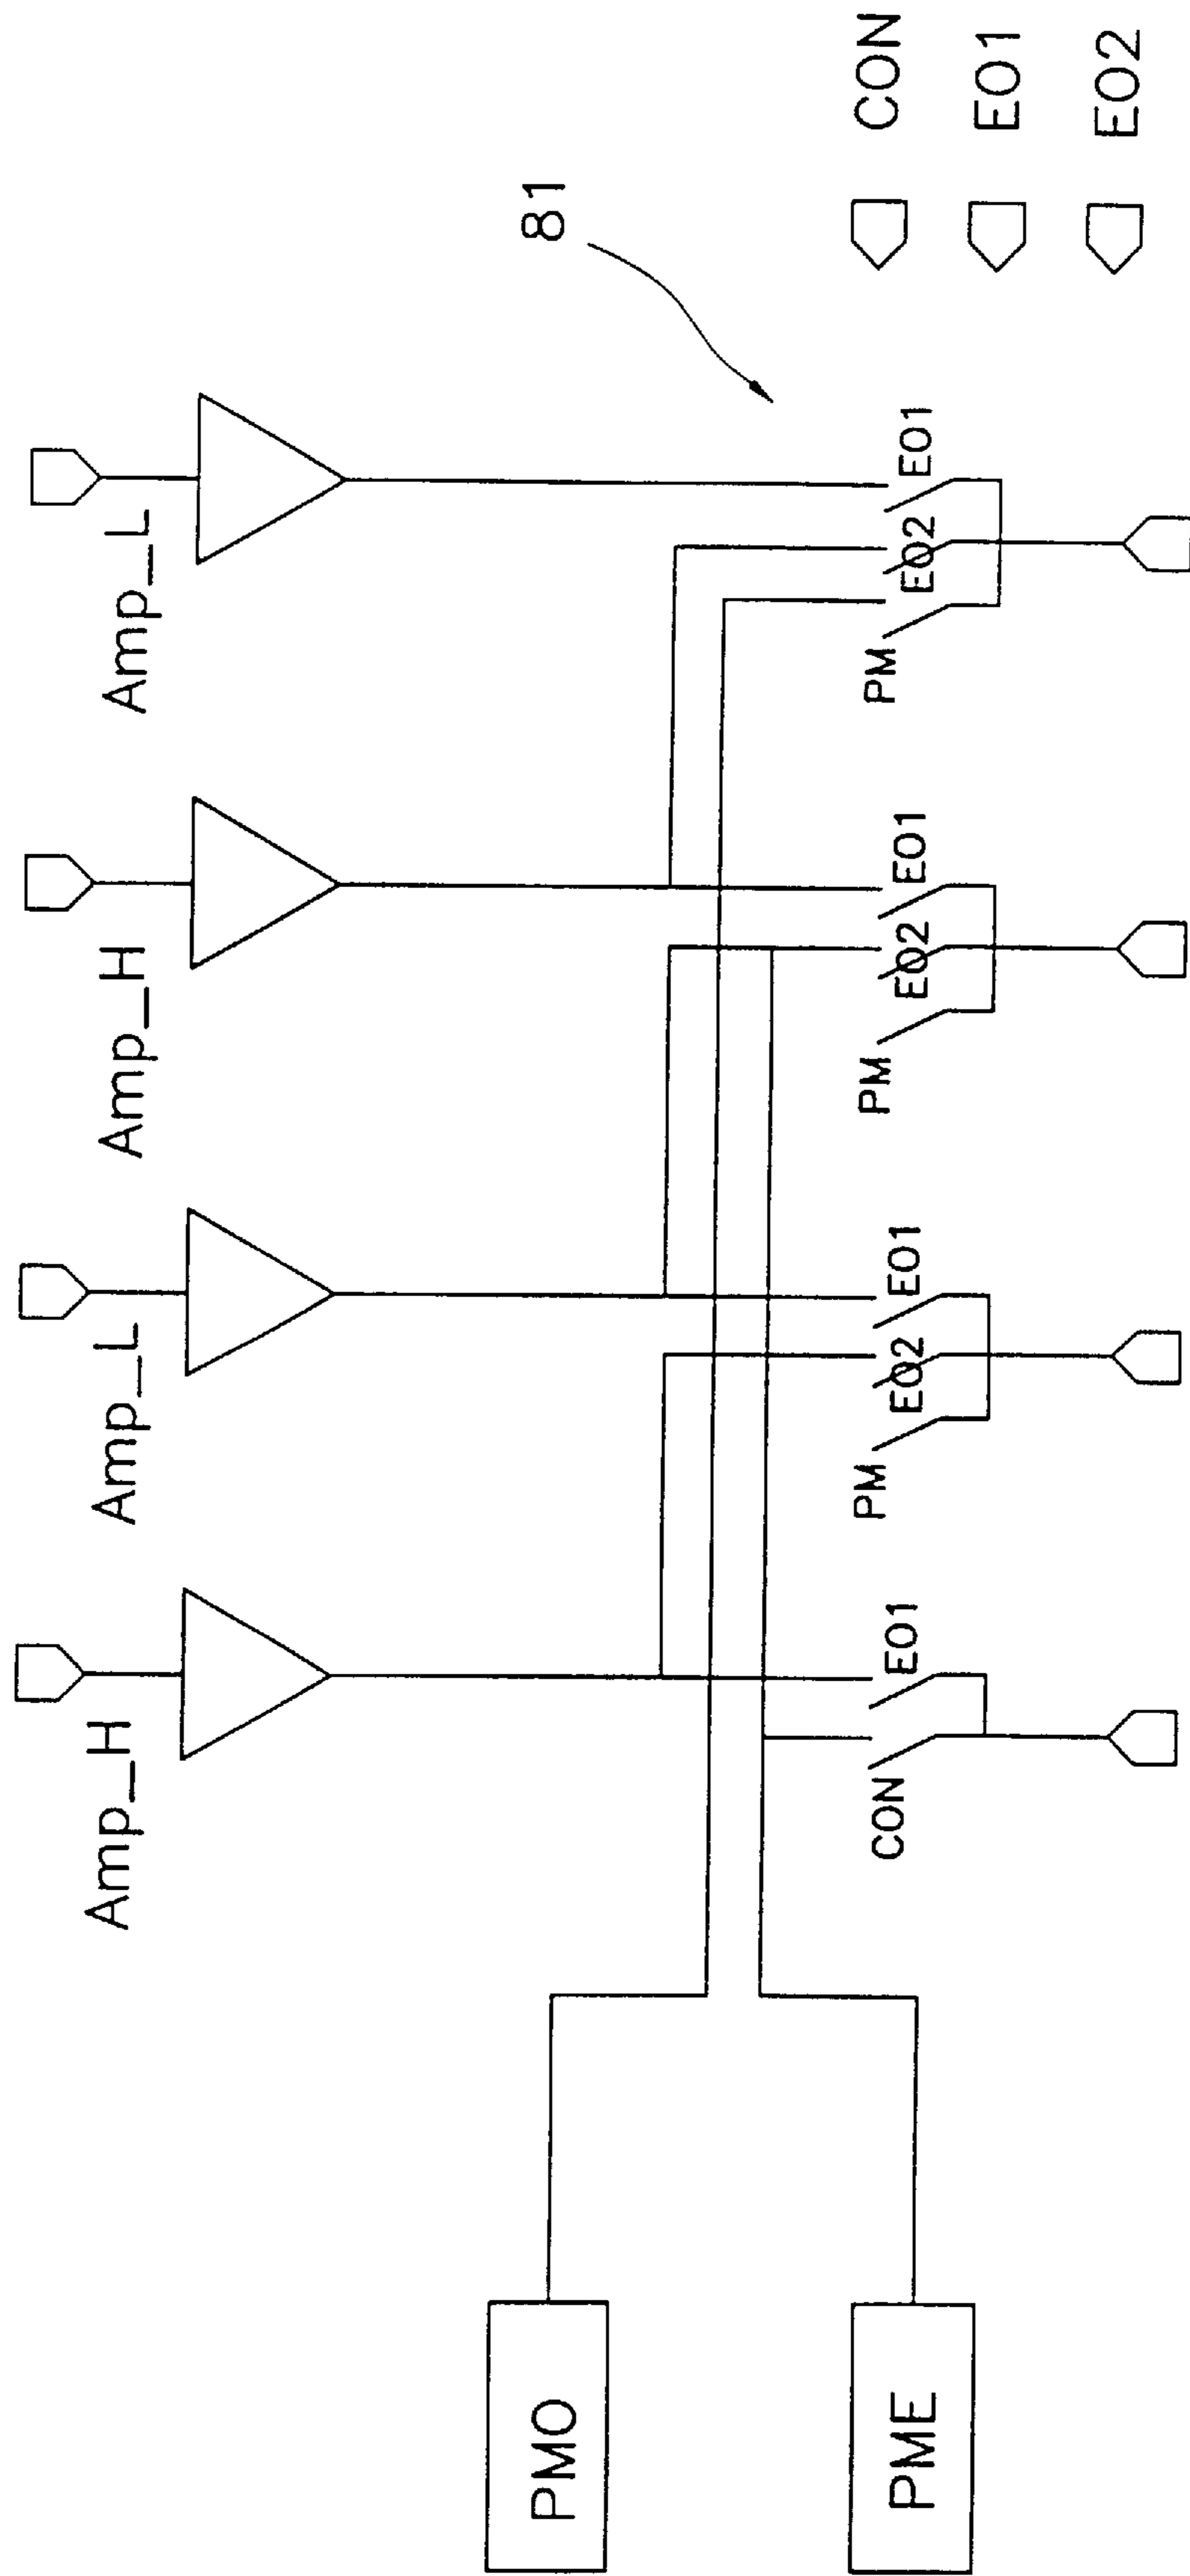 Amp_H
Amp_L
Amp_H
Amp_L
81
PMO
PME
CON
EO1
PM
EO2
EO1
PM
EO2
EO1
PM
EO2
EO1
CON
EO1
EO2